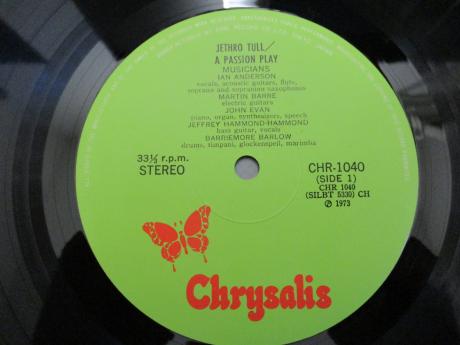 JETHRO TULL/
A PASSION PLAY
MUSICIANS
IAN ANDERSON
vocals, acoustic guitars, flute,
soprano and sopranino saxophones
MARTIN BARRE
electric guitars
JOHN EVAN
piano, organ, synthesizers, speech
JEFFREY HAMMOND-HAMMOND
bass guitar, vocals
BARRIEMORE BARLOW
drums, timpani, glockenspeil, marimba
33⅓ r.p.m.
STEREO
CHR-1040
(SIDE 1)
CHR 1040
(SILBT 5330) CH
℗ 1973
Chrysalis